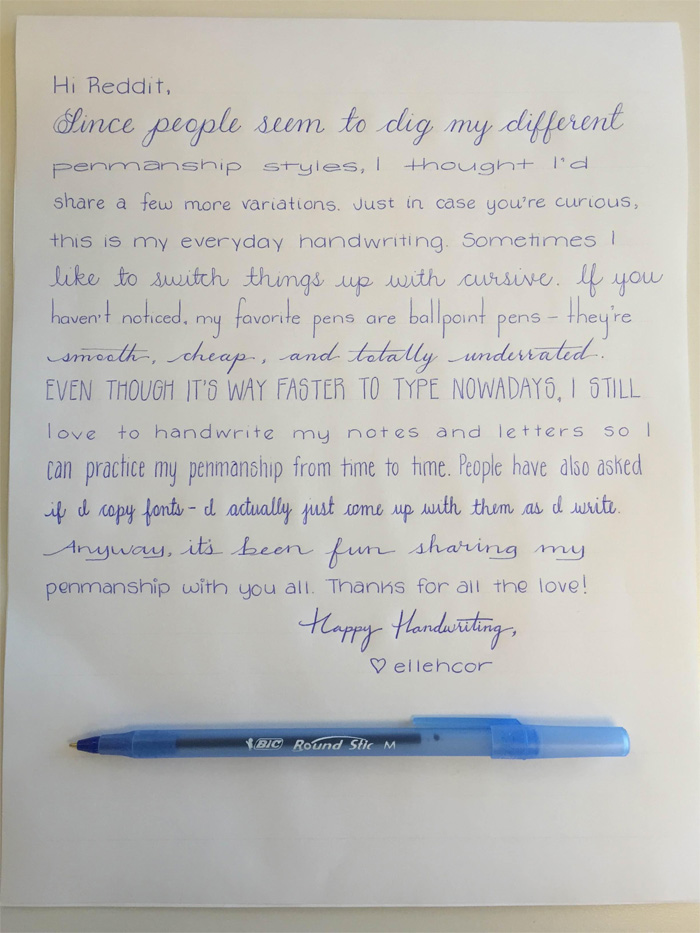 Hi Reddit,
Since people seem to dig my different
penmanship styles, I thought I'd
share a few more variations. Just in case you're curious,
this is my everyday handwriting. Sometimes I
like to switch things up with cursive. If you
haven't noticed, my favorite pens are ballpoint pens – they're
smooth, cheap, and totally underrated.
EVEN THOUGH IT'S WAY FASTER TO TYPE NOWADAYS, I STILL
love to handwrite my notes and letters so I
can practice my penmanship from time to time. People have also asked
if I copy fonts – I actually just come up with them as I write.
Anyway, it's been fun sharing my
penmanship with you all. Thanks for all the love!
Happy Handwriting,
♡ ellehcor
BIC Round Stic M